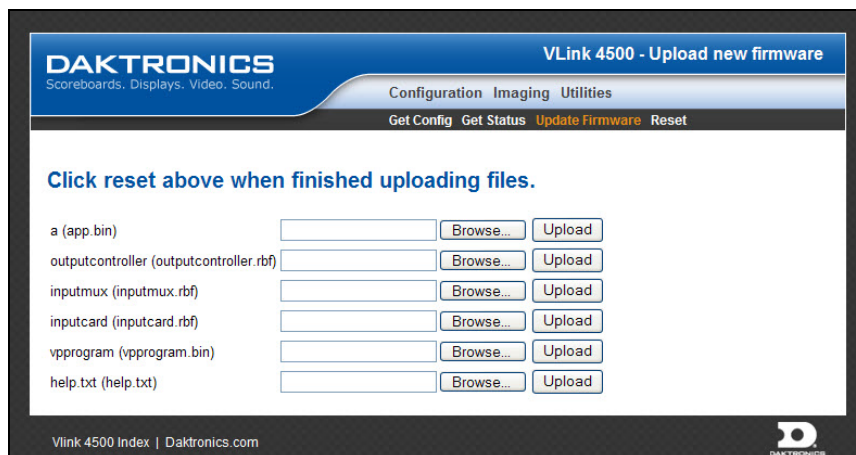 DAKTRONICS
Scoreboards. Displays. Video. Sound.
VLink 4500 - Upload new firmware
Configuration Imaging Utilities
Get Config Get Status Update Firmware Reset
Click reset above when finished uploading files.
a (app.bin) Browse... Upload
outputcontroller (outputcontroller.rbf) Browse... Upload
inputmux (inputmux.rbf) Browse... Upload
inputcard (inputcard.rbf) Browse... Upload
vpprogram (vpprogram.bin) Browse... Upload
help.txt (help.txt) Browse... Upload
Vlink 4500 Index | Daktronics.com
DAKTRONICS